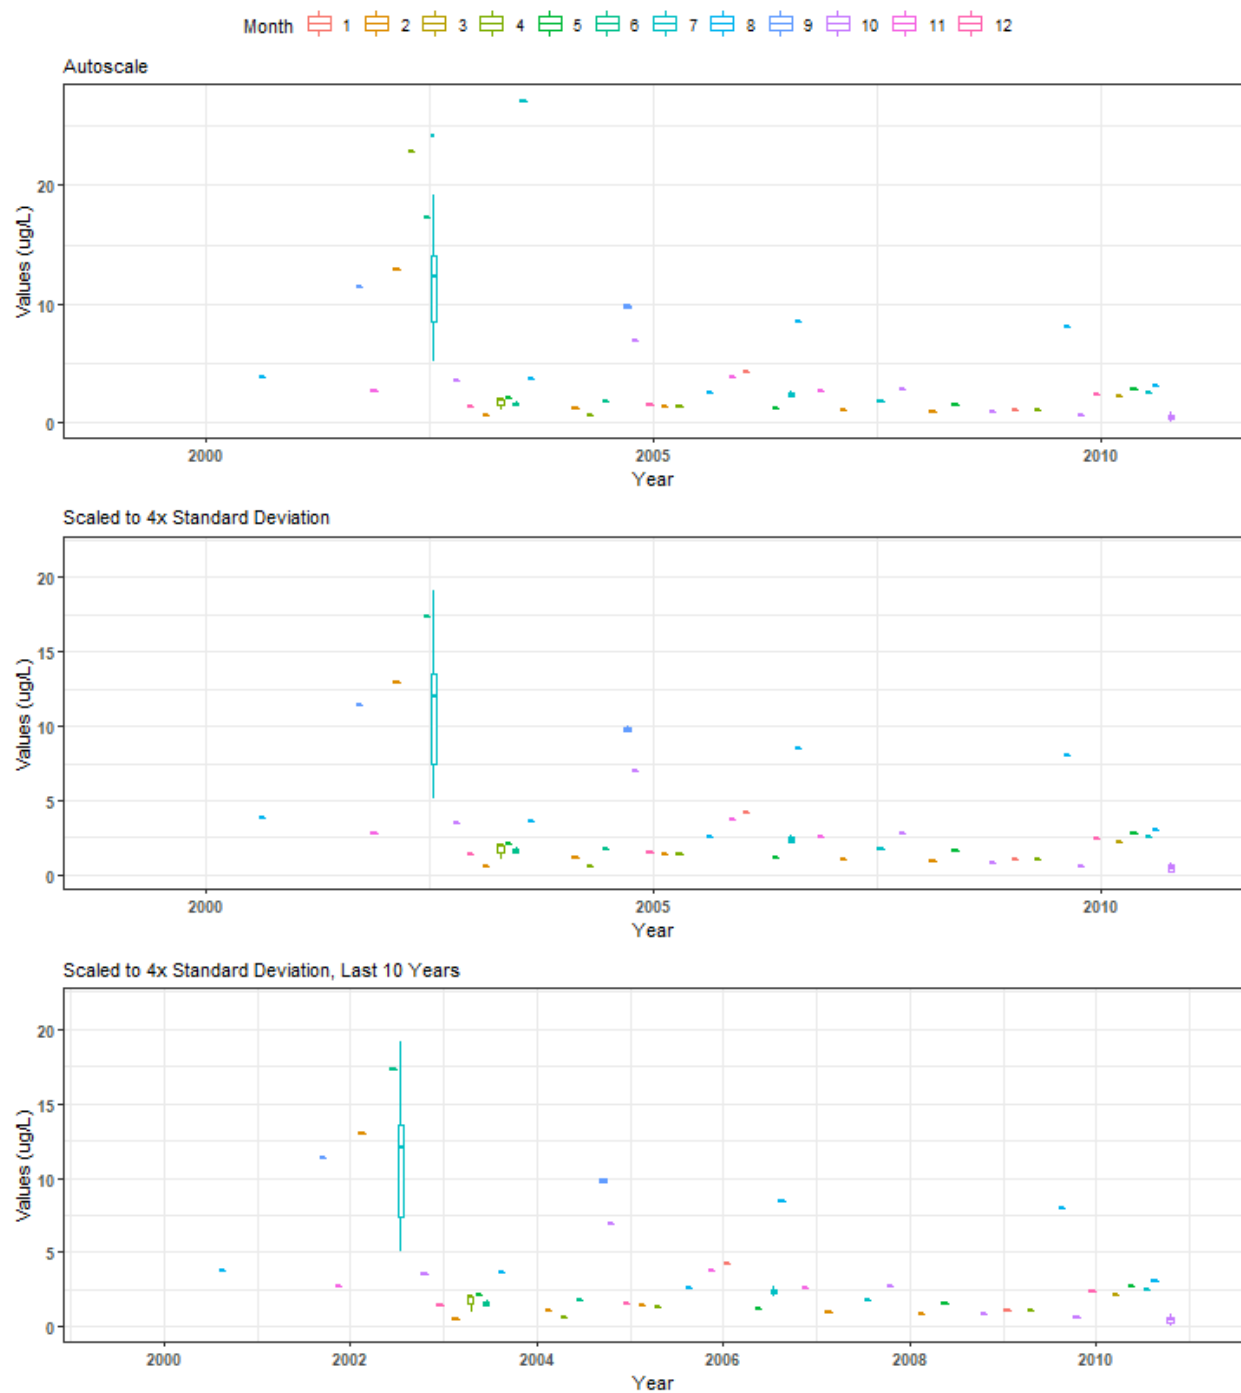 Month 1 2 3 4 5 6 7 8 9 10 11 12
Autoscale
Values (ug/L)
20
10
0
2000 2005 2010
Year
Scaled to 4x Standard Deviation
Values (ug/L)
20
15
10
5
0
2000 2005 2010
Year
Scaled to 4x Standard Deviation, Last 10 Years
Values (ug/L)
20
15
10
5
0
2000 2002 2004 2006 2008 2010
Year